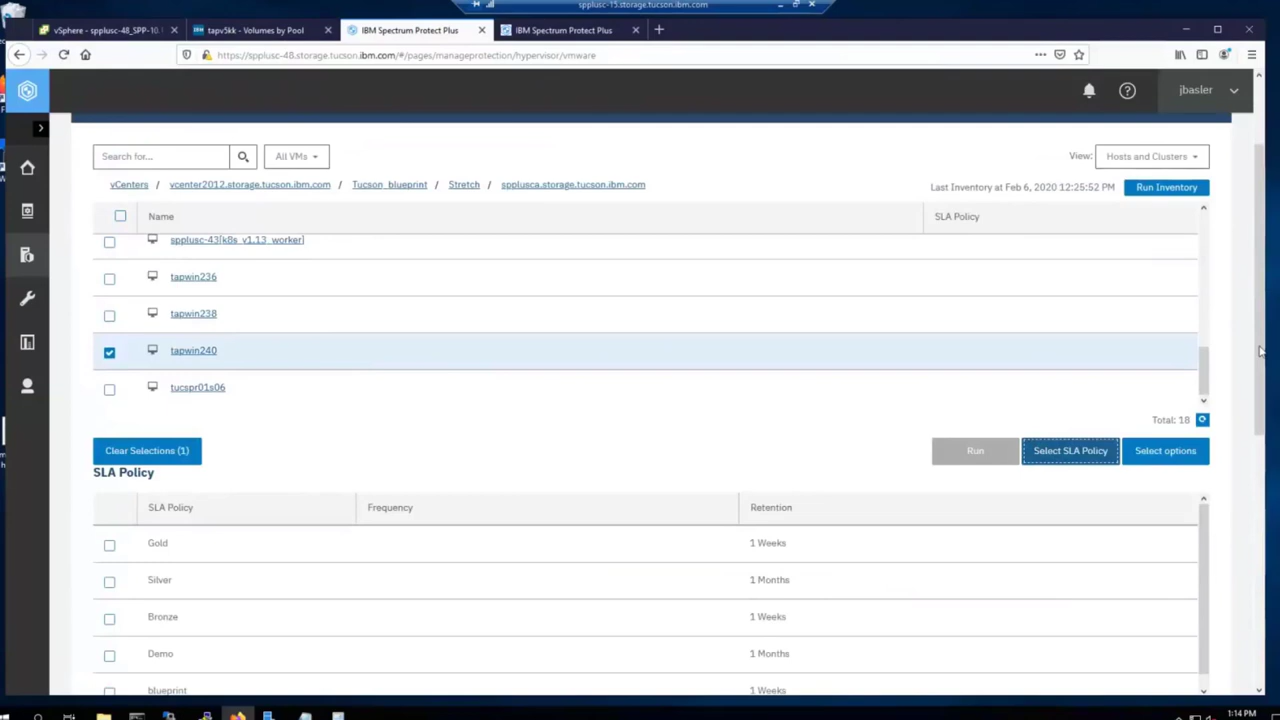 spplusc-15.storage.tucson.ibm.com
vSphere - spplusc-48_SPP-10.
tapv5kk - Volumes by Pool
IBM Spectrum Protect Plus
IBM Spectrum Protect Plus
https://spplusc-48.storage.tucson.ibm.com/#/pages/manageprotection/hypervisor/vmware
jbasler
Search for...
All VMs
View:
Hosts and Clusters
vCenters / vcenter2012.storage.tucson.ibm.com / Tucson_blueprint / Stretch / spplusca.storage.tucson.ibm.com
Last Inventory at Feb 6, 2020 12:25:52 PM
Run Inventory
Name
SLA Policy
spplusc-43[k8s_v1.13_worker]
tapwin236
tapwin238
tapwin240
tucspr01s06
Total: 18
Clear Selections (1)
Run
Select SLA Policy
Select options
SLA Policy
SLA Policy
Frequency
Retention
Gold
1 Weeks
Silver
1 Months
Bronze
1 Weeks
Demo
1 Months
blueprint
1 Weeks
1:14 PM